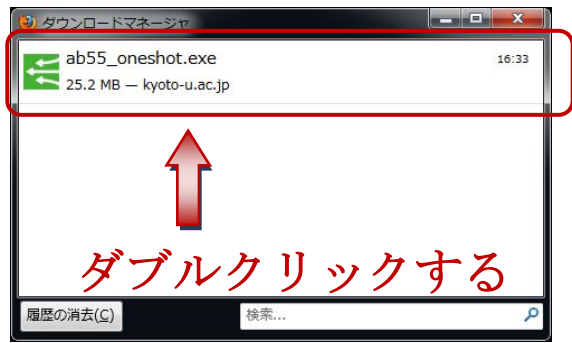 ダウンロードマネージャ
ab55_oneshot.exe
16:33
25.2 MB — kyoto-u.ac.jp
ダブルクリックする
履歴の消去(C)
検索...